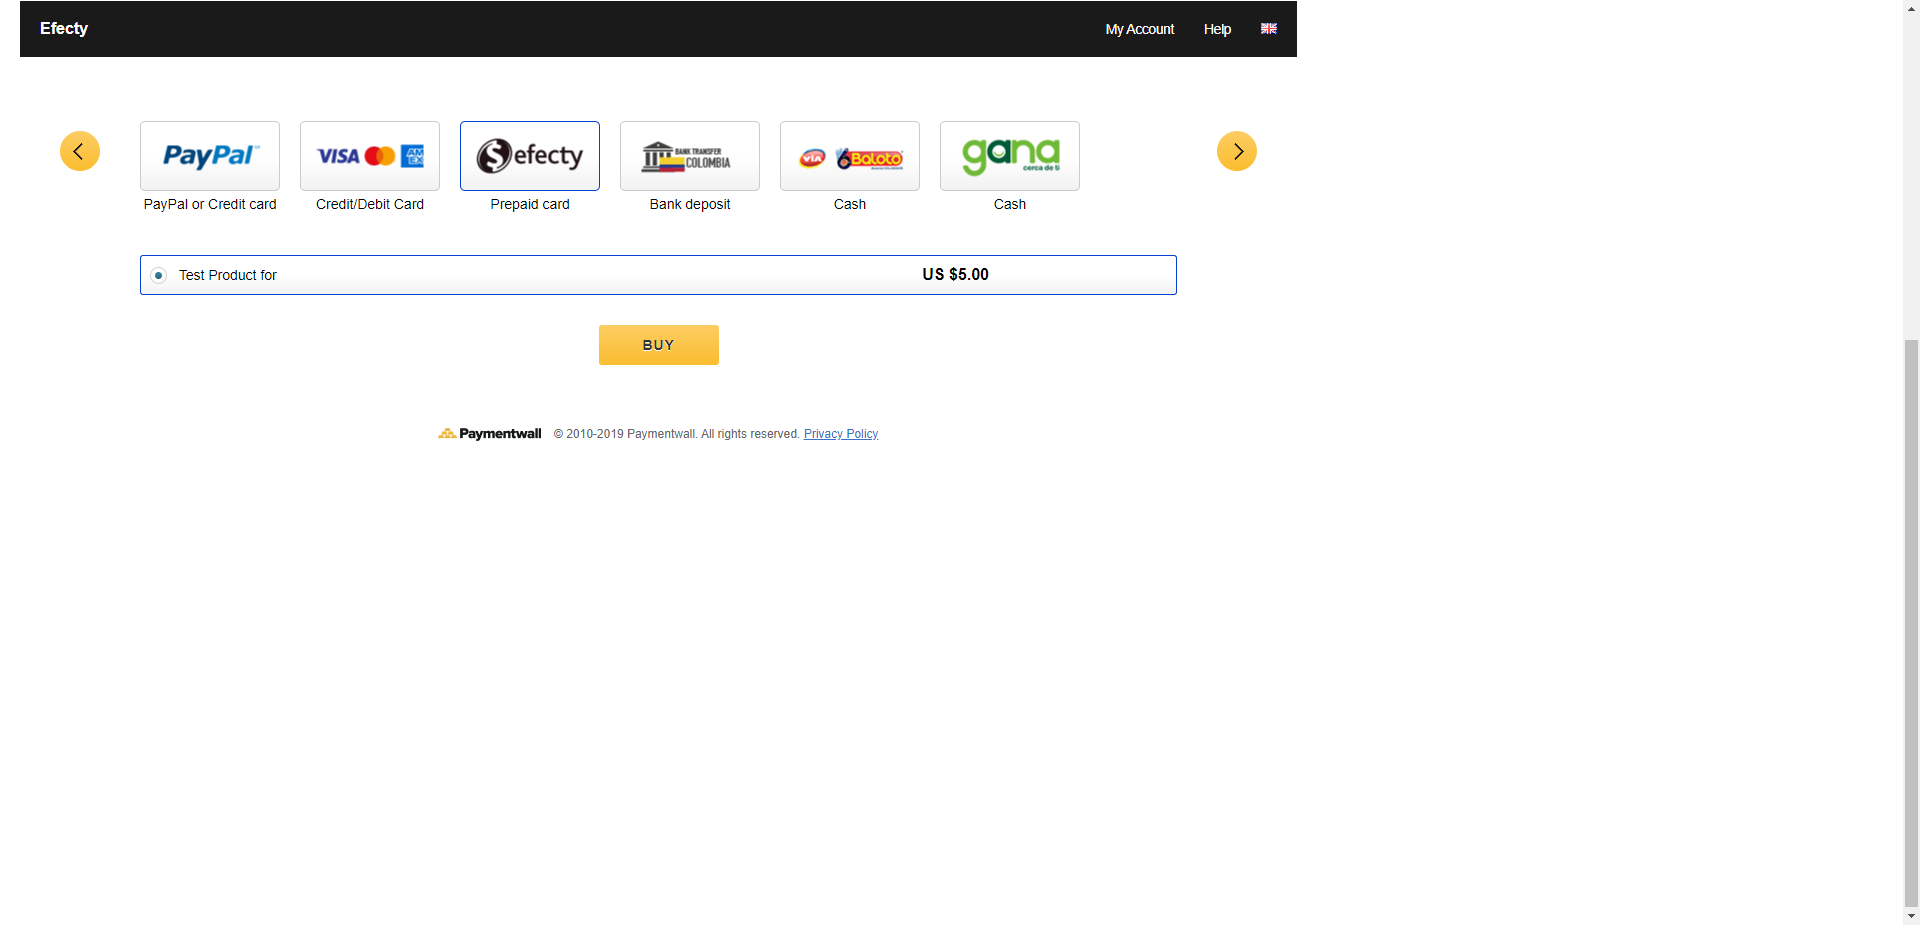 Efecty
My Account
Help
PayPal
VISA
AM
EX
efecty
BANK TRANSFER
COLOMBIA
VIA
Baloto
gana
cerca de ti
PayPal or Credit card
Credit/Debit Card
Prepaid card
Bank deposit
Cash
Cash
Test Product for
US $5.00
BUY
Paymentwall © 2010-2019 Paymentwall. All rights reserved. Privacy Policy